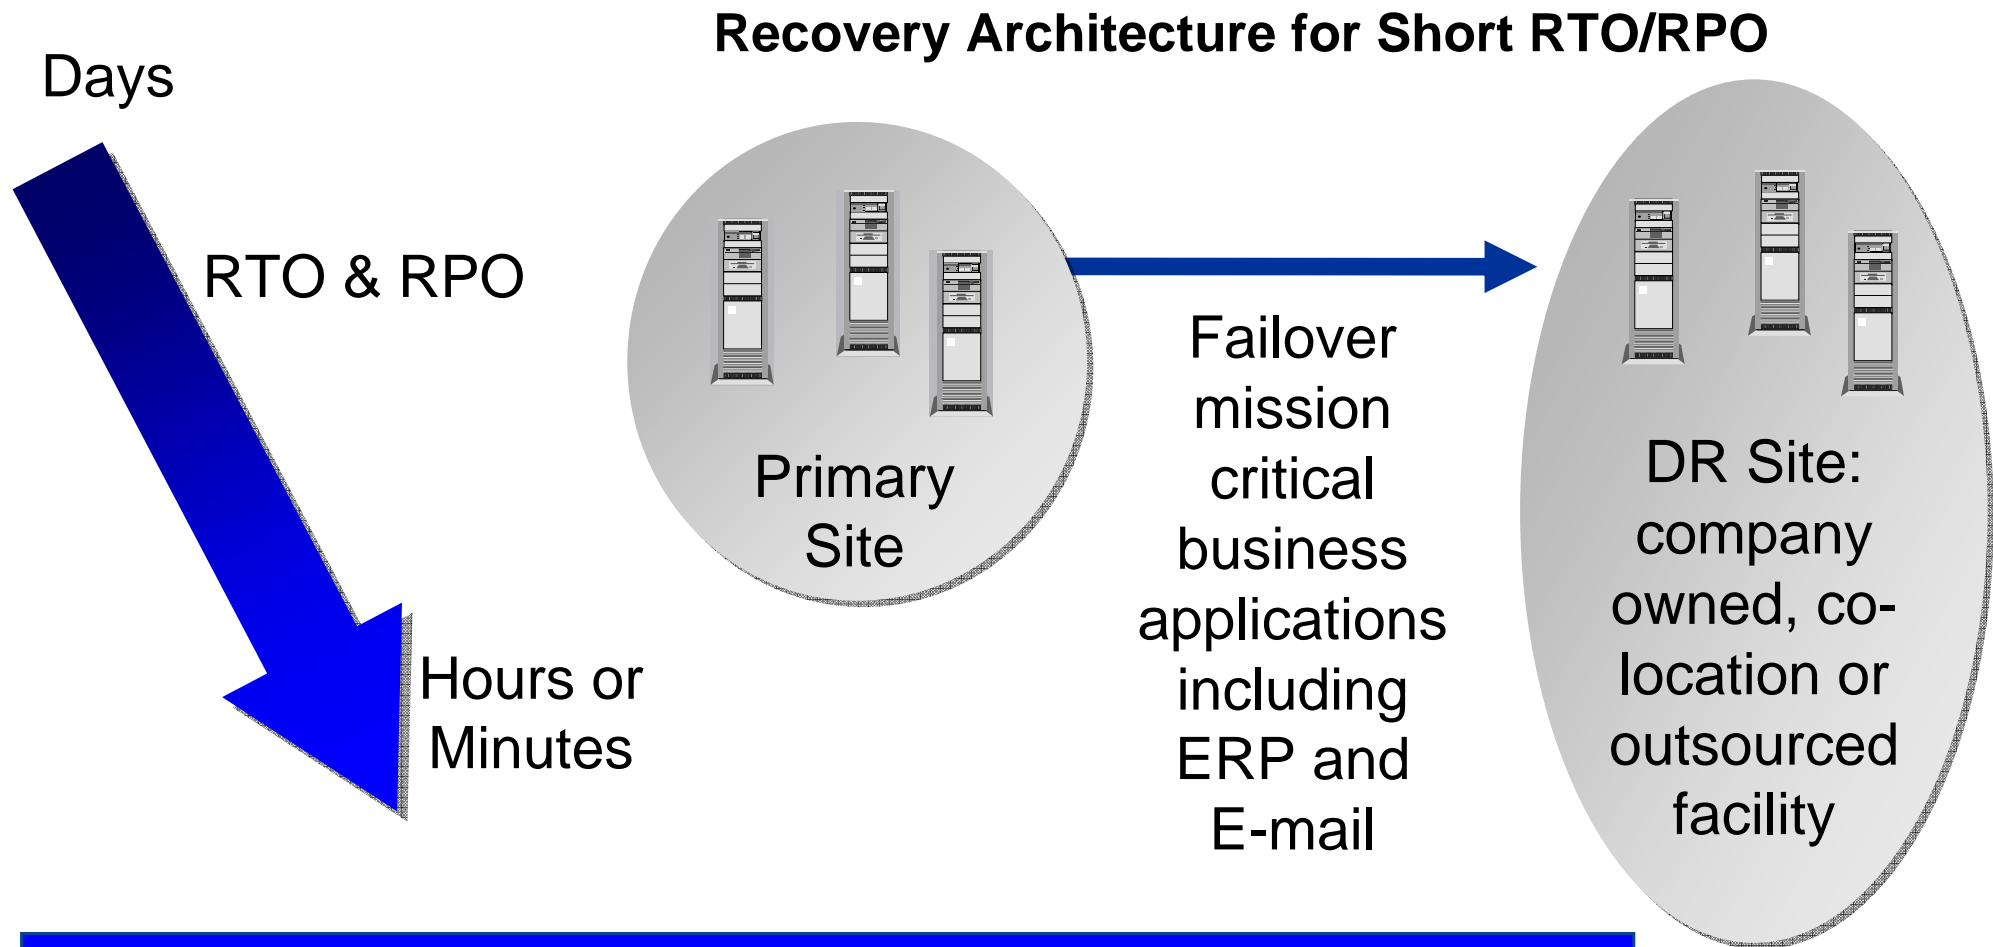 Recovery Architecture for Short RTO/RPO
Days
RTO & RPO
Hours or
Minutes
Primary
Site
Failover
mission
critical
business
applications
including
ERP and
E-mail
DR Site:
company
owned, co-
location or
outsourced
facility